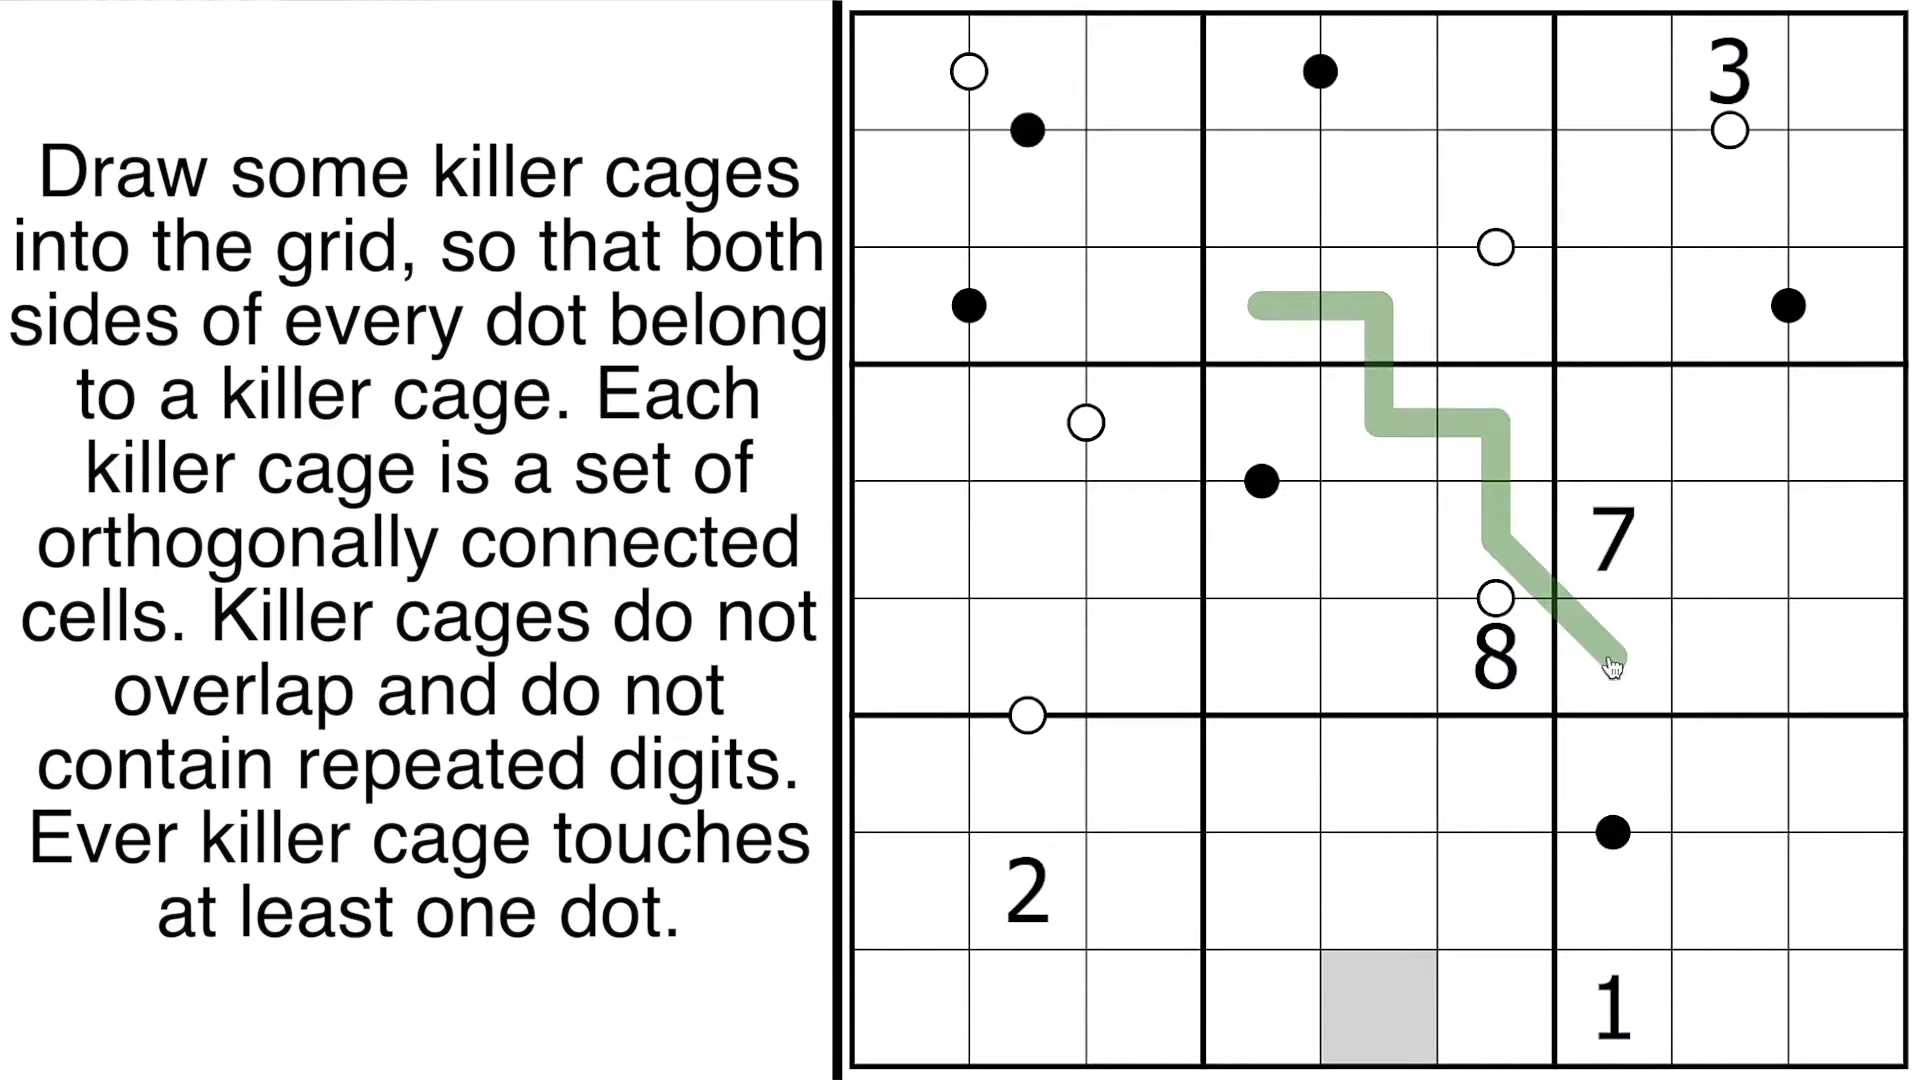 Draw some killer cages
into the grid, so that both
sides of every dot belong
to a killer cage. Each
killer cage is a set of
orthogonally connected
cells. Killer cages do not
overlap and do not
contain repeated digits.
Ever killer cage touches
at least one dot.
3
7
8
2
1